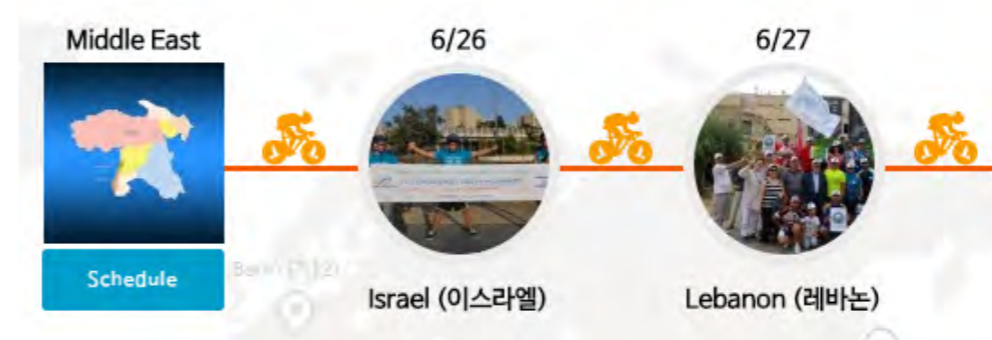 Middle East
6/26
6/27
Schedule
Israel (이스라엘)
Lebanon (레바논)